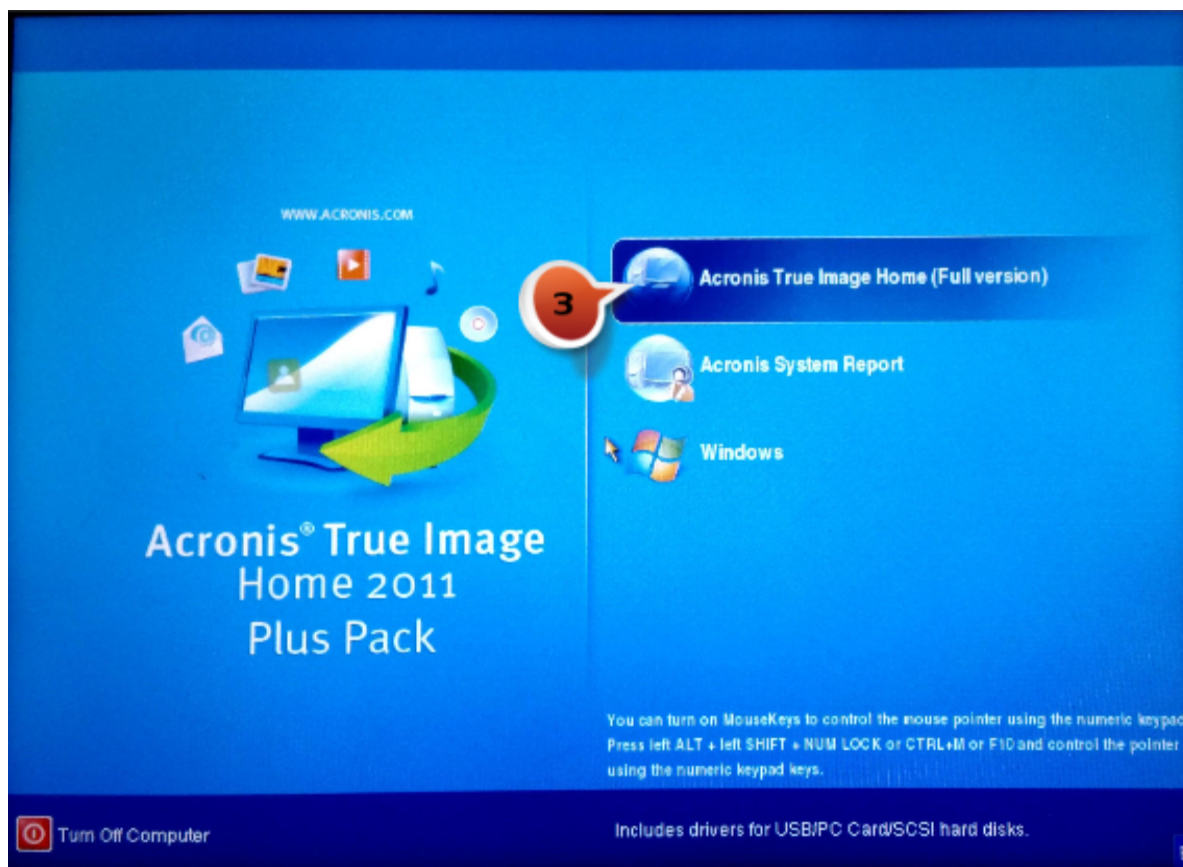 WWW.ACRONIS.COM
Acronis® True Image
Home 2011
Plus Pack
3
Acronis True Image Home (Full version)
Acronis System Report
Windows
You can turn on MouseKeys to control the mouse pointer using the numeric keypad
Press left ALT + left SHIFT + NUM LOCK or CTRL+M or F10 and control the pointer
using the numeric keypad keys.
Turn Off Computer
Includes drivers for USB/PC Card/SCSI hard disks.